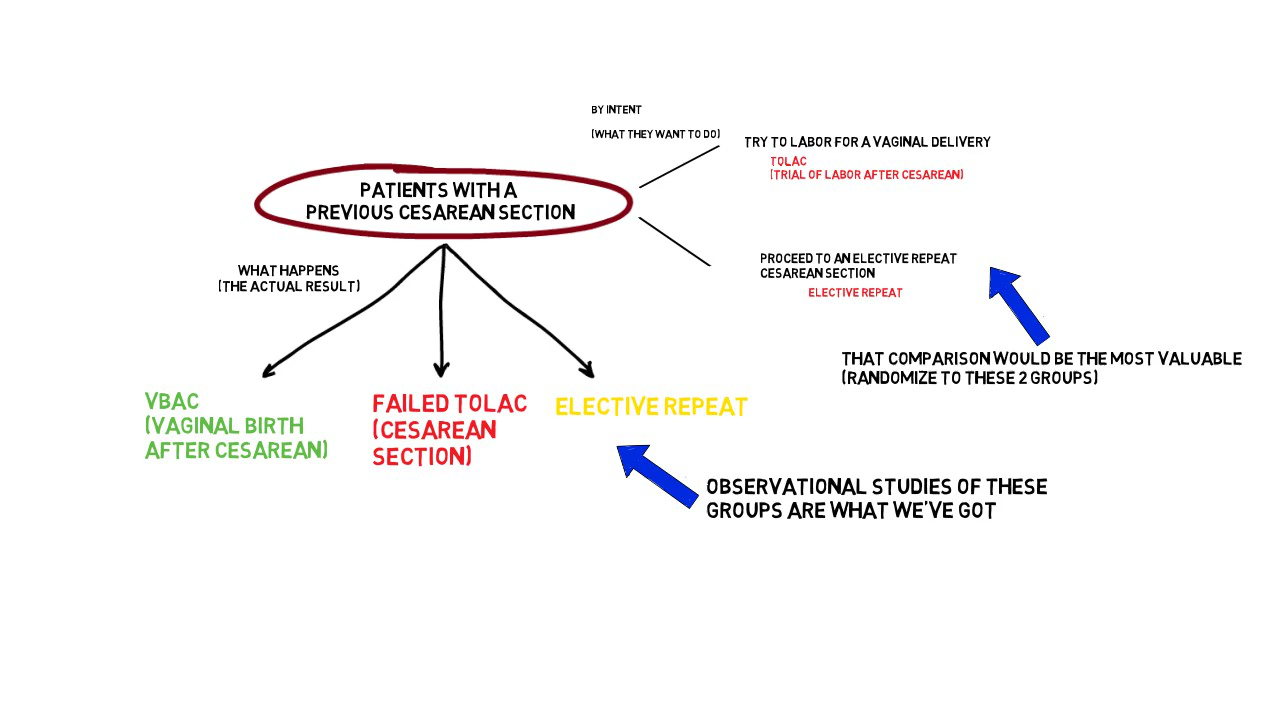 BY INTENT
(WHAT THEY WANT TO DO)
TRY TO LABOR FOR A VAGINAL DELIVERY
TOLAC
(TRIAL OF LABOR AFTER CESAREAN)
PATIENTS WITH A
PREVIOUS CESAREAN SECTION
PROCEED TO AN ELECTIVE REPEAT
CESAREAN SECTION
ELECTIVE REPEAT
WHAT HAPPENS
(THE ACTUAL RESULT)
THAT COMPARISON WOULD BE THE MOST VALUABLE
(RANDOMIZE TO THESE 2 GROUPS)
VBAC
(VAGINAL BIRTH
AFTER CESAREAN)
FAILED TOLAC
(CESAREAN
SECTION)
ELECTIVE REPEAT
OBSERVATIONAL STUDIES OF THESE
GROUPS ARE WHAT WE'VE GOT